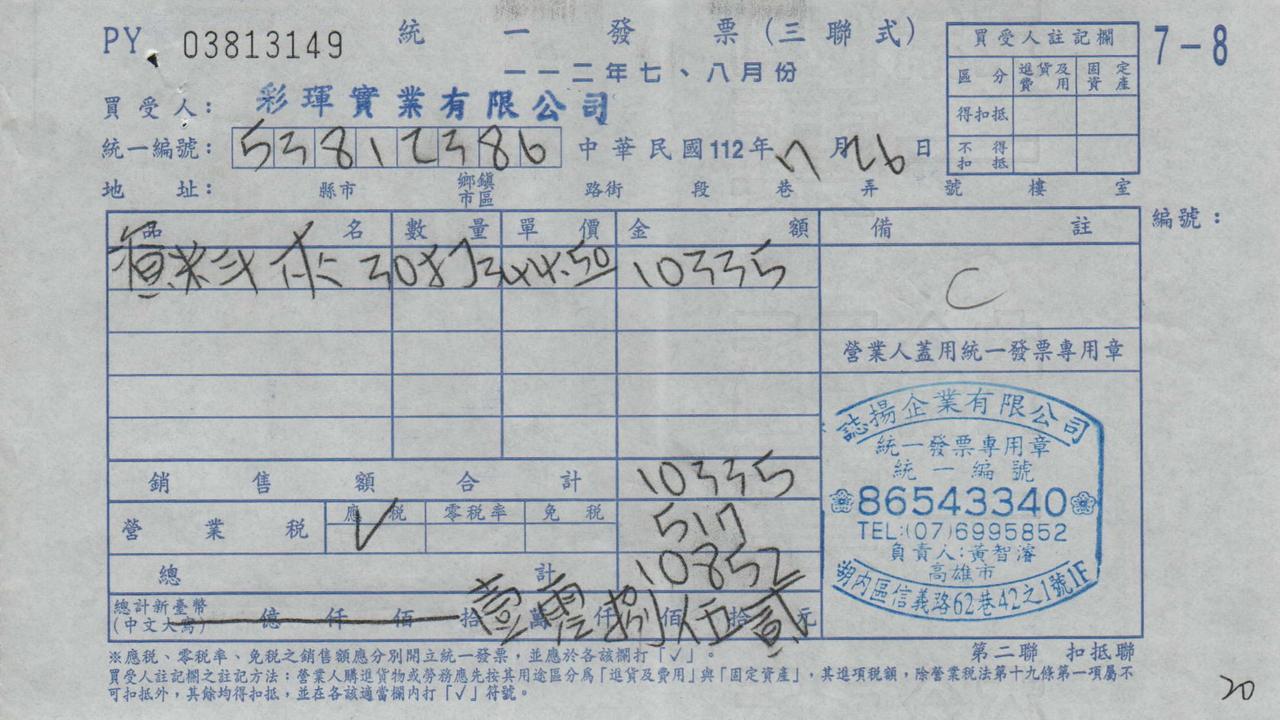 PY 03813149 統一發票(三聯式)
一一二年七、八月份
7-8
買受人註記欄
區分 進貨及費用 固定資產
得扣抵
不得扣抵
買受人: 彩琿實業有限公司
統一編號: 53812386 中華民國112年7月26日
地址: 縣市 鄉鎮市區 路街 段 巷 弄 號 樓 室
編號:
品名 數量 單價 金額 備註
10335 C
營業人蓋用統一發票專用章
銷售額合計 10335
營業稅 應稅 √ 零稅率 免稅 517
總計 10852
總計新臺幣(中文大寫) 億 仟 佰 拾壹萬零仟捌佰伍拾貳元
誌揚企業有限公司
統一發票專用章
統一編號
86543340
TEL:(07)6995852
負責人:黃智溶
高雄市
湖內區信義路62巷42之1號1F
※應稅、零稅率、免稅之銷售額應分別開立統一發票,並應於各該欄打「√」。
第二聯 扣抵聯
買受人註記欄之註記方法:營業人購進貨物或勞務應先按其用途區分為「進貨及費用」與「固定資產」,其進項稅額,除營業稅法第十九條第一項屬不
可扣抵外,其餘均得扣抵,並在各該適當欄內打「√」符號。
20